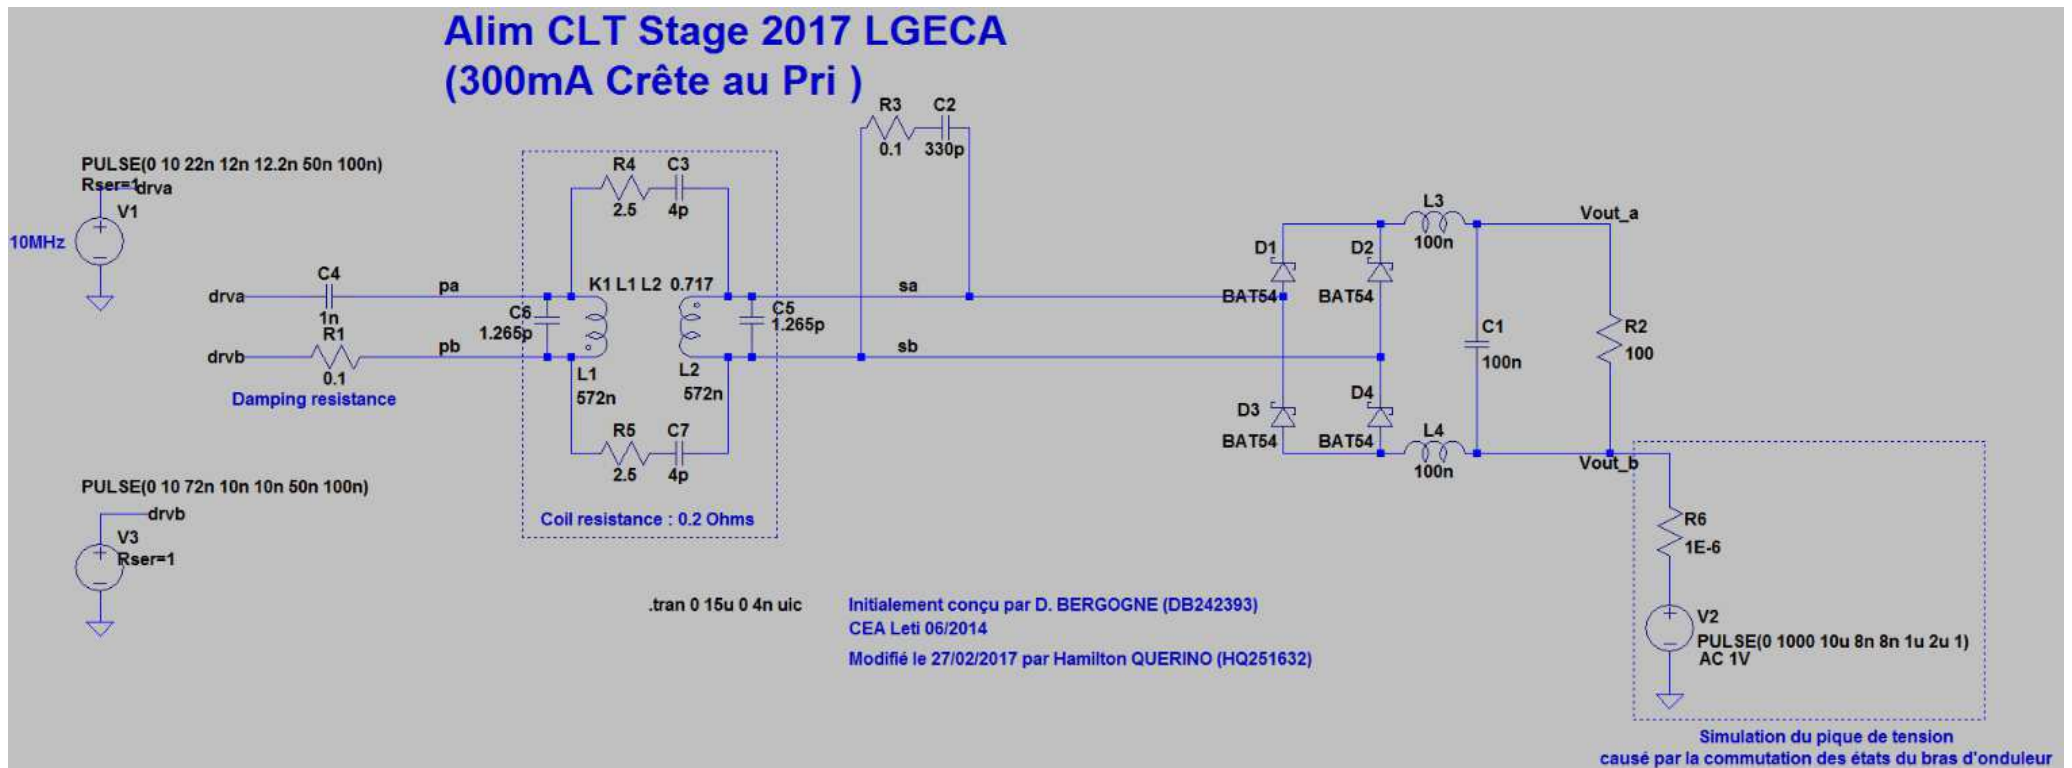 Alim CLT Stage 2017 LGECA
(300mA Crête au Pri )
PULSE(0 10 22n 12n 12.2n 50n 100n)
Rser=1
drva
V1
10MHz
drva
C4
1n
pa
drvb
R1
0.1
pb
Damping resistance
PULSE(0 10 72n 10n 10n 50n 100n)
drvb
V3
Rser=1
R4
2.5
C3
4p
K1 L1 L2 0.717
C6
1.265p
C5
1.265p
L1
572n
L2
572n
R5
2.5
C7
4p
Coil resistance : 0.2 Ohms
R3
0.1
C2
330p
sa
sb
D1
BAT54
D2
BAT54
D3
BAT54
D4
BAT54
L3
100n
L4
100n
C1
100n
Vout_a
R2
100
Vout_b
R6
1E-6
V2
PULSE(0 1000 10u 8n 8n 1u 2u 1)
AC 1V
Simulation du pique de tension
causé par la commutation des états du bras d'onduleur
.tran 0 15u 0 4n uic
Initialement conçu par D. BERGOGNE (DB242393)
CEA Leti 06/2014
Modifié le 27/02/2017 par Hamilton QUERINO (HQ251632)